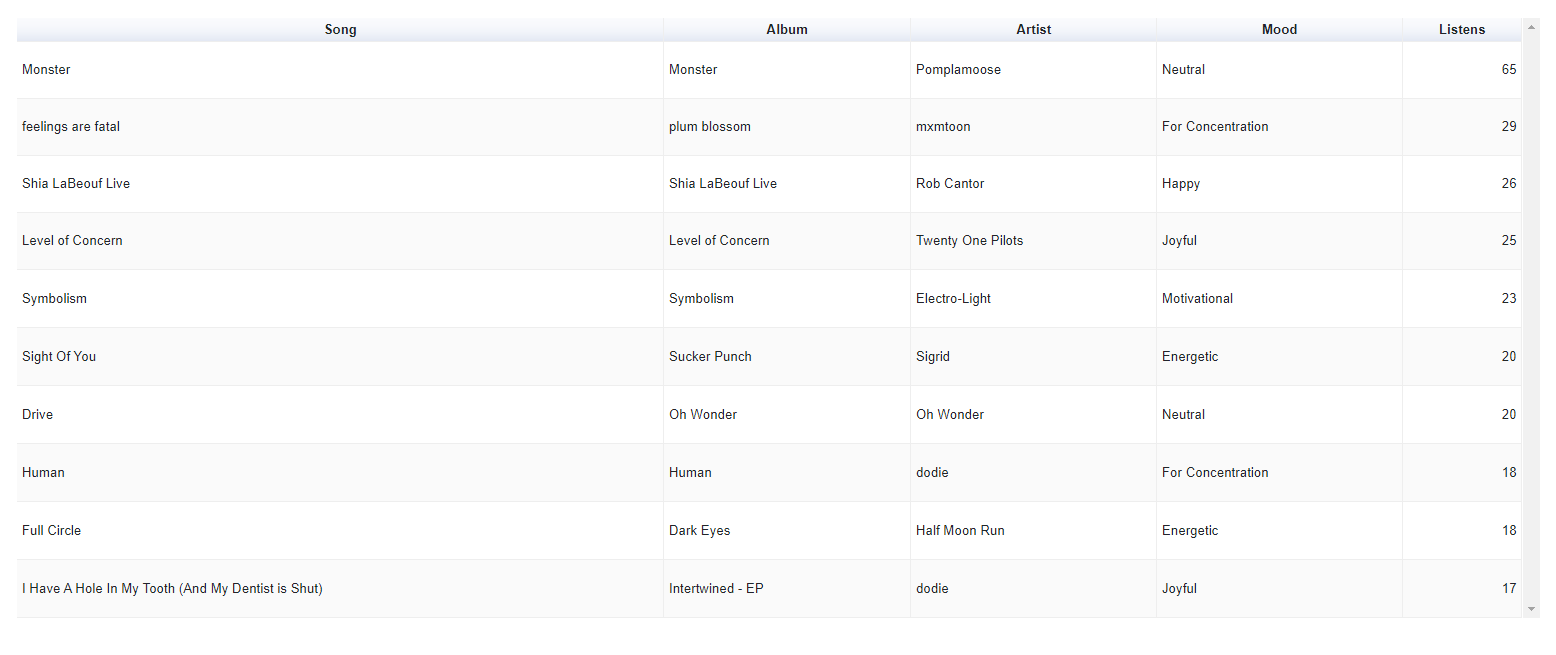 Song Album Artist Mood Listens
Monster Monster Pomplamoose Neutral 65
feelings are fatal plum blossom mxmtoon For Concentration 29
Shia LaBeouf Live Shia LaBeouf Live Rob Cantor Happy 26
Level of Concern Level of Concern Twenty One Pilots Joyful 25
Symbolism Symbolism Electro-Light Motivational 23
Sight Of You Sucker Punch Sigrid Energetic 20
Drive Oh Wonder Oh Wonder Neutral 20
Human Human dodie For Concentration 18
Full Circle Dark Eyes Half Moon Run Energetic 18
I Have A Hole In My Tooth (And My Dentist is Shut) Intertwined - EP dodie Joyful 17